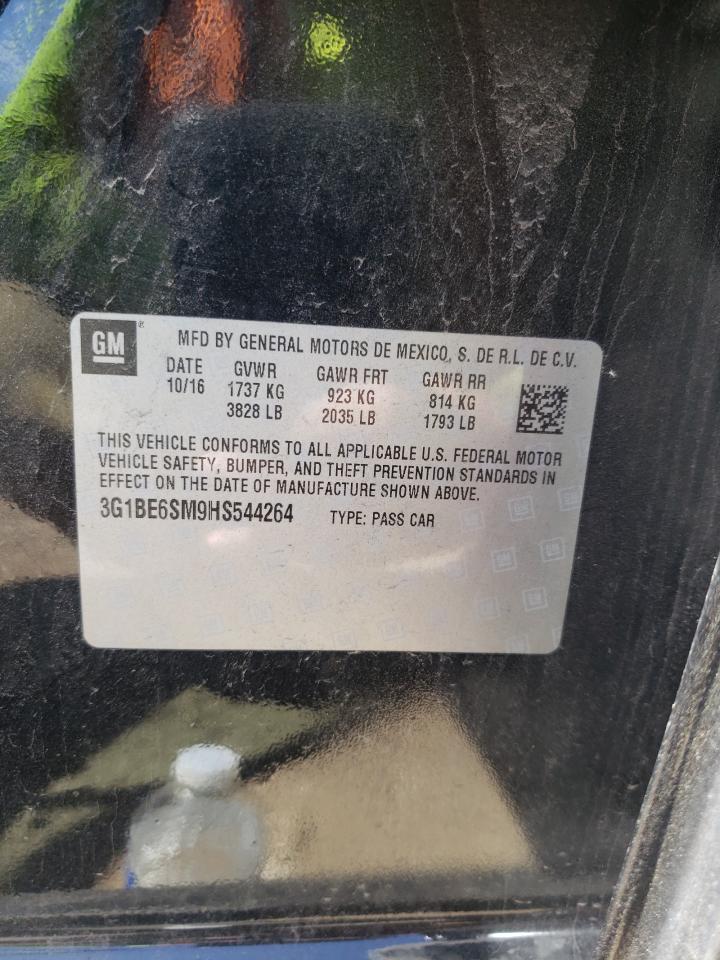 GM
MFD BY GENERAL MOTORS DE MEXICO, S. DE R.L. DE C.V.
DATE GVWR GAWR FRT GAWR RR
10/16 1737 KG 923 KG 814 KG
3828 LB 2035 LB 1793 LB
THIS VEHICLE CONFORMS TO ALL APPLICABLE U.S. FEDERAL MOTOR
VEHICLE SAFETY, BUMPER, AND THEFT PREVENTION STANDARDS IN
EFFECT ON THE DATE OF MANUFACTURE SHOWN ABOVE.
3G1BE6SM9HS544264 TYPE: PASS CAR